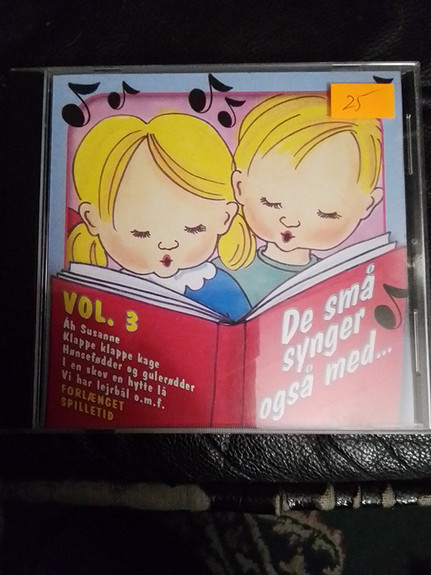 25
VOL. 3
Åh Susanne
Klappe klappe kage
Hønsefødder og gulerødder
I en skov en hytte lå
Vi har lejrbål o.m.f.
FORLÆNGET
SPILLETID
De små
synger
også med...